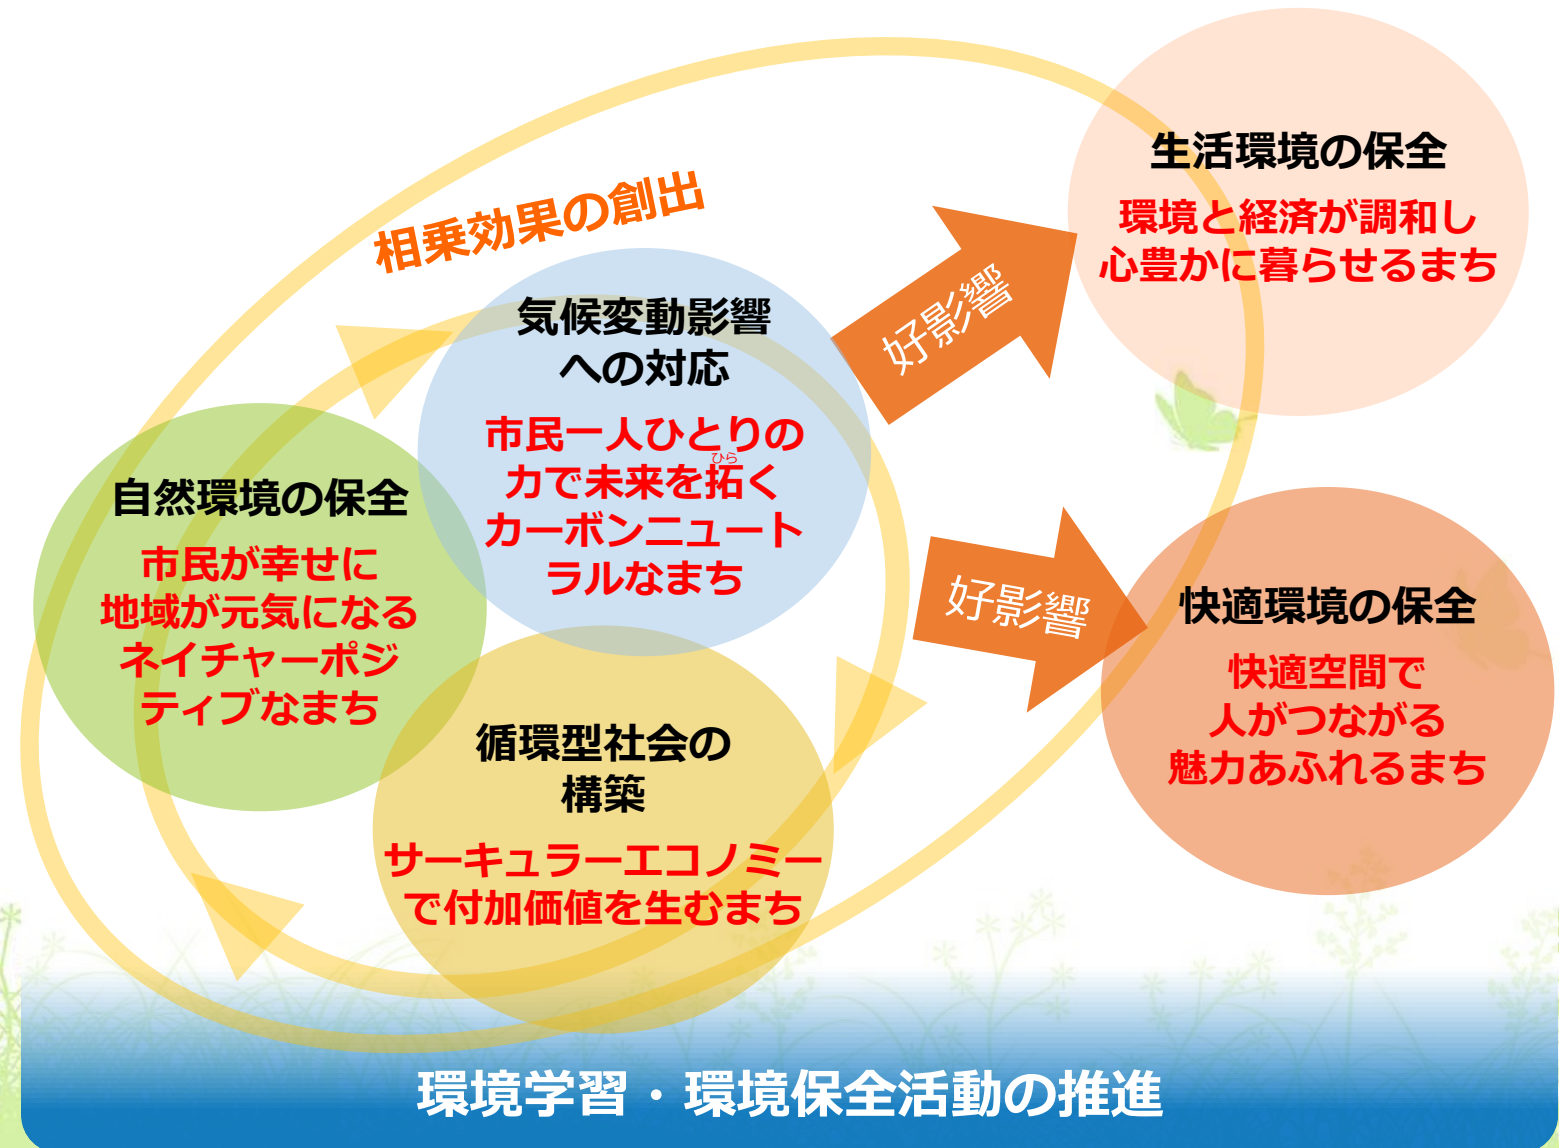 相乗効果の創出
気候変動影響
への対応
市民一人ひとりの
力で未来を拓く
ひら
カーボンニュート
ラルなまち
自然環境の保全
市民が幸せに
地域が元気になる
ネイチャーポジ
ティブなまち
循環型社会の
構築
サーキュラーエコノミー
で付加価値を生むまち
好影響
生活環境の保全
環境と経済が調和し
心豊かに暮らせるまち
好影響
快適環境の保全
快適空間で
人がつながる
魅力あふれるまち
環境学習・環境保全活動の推進